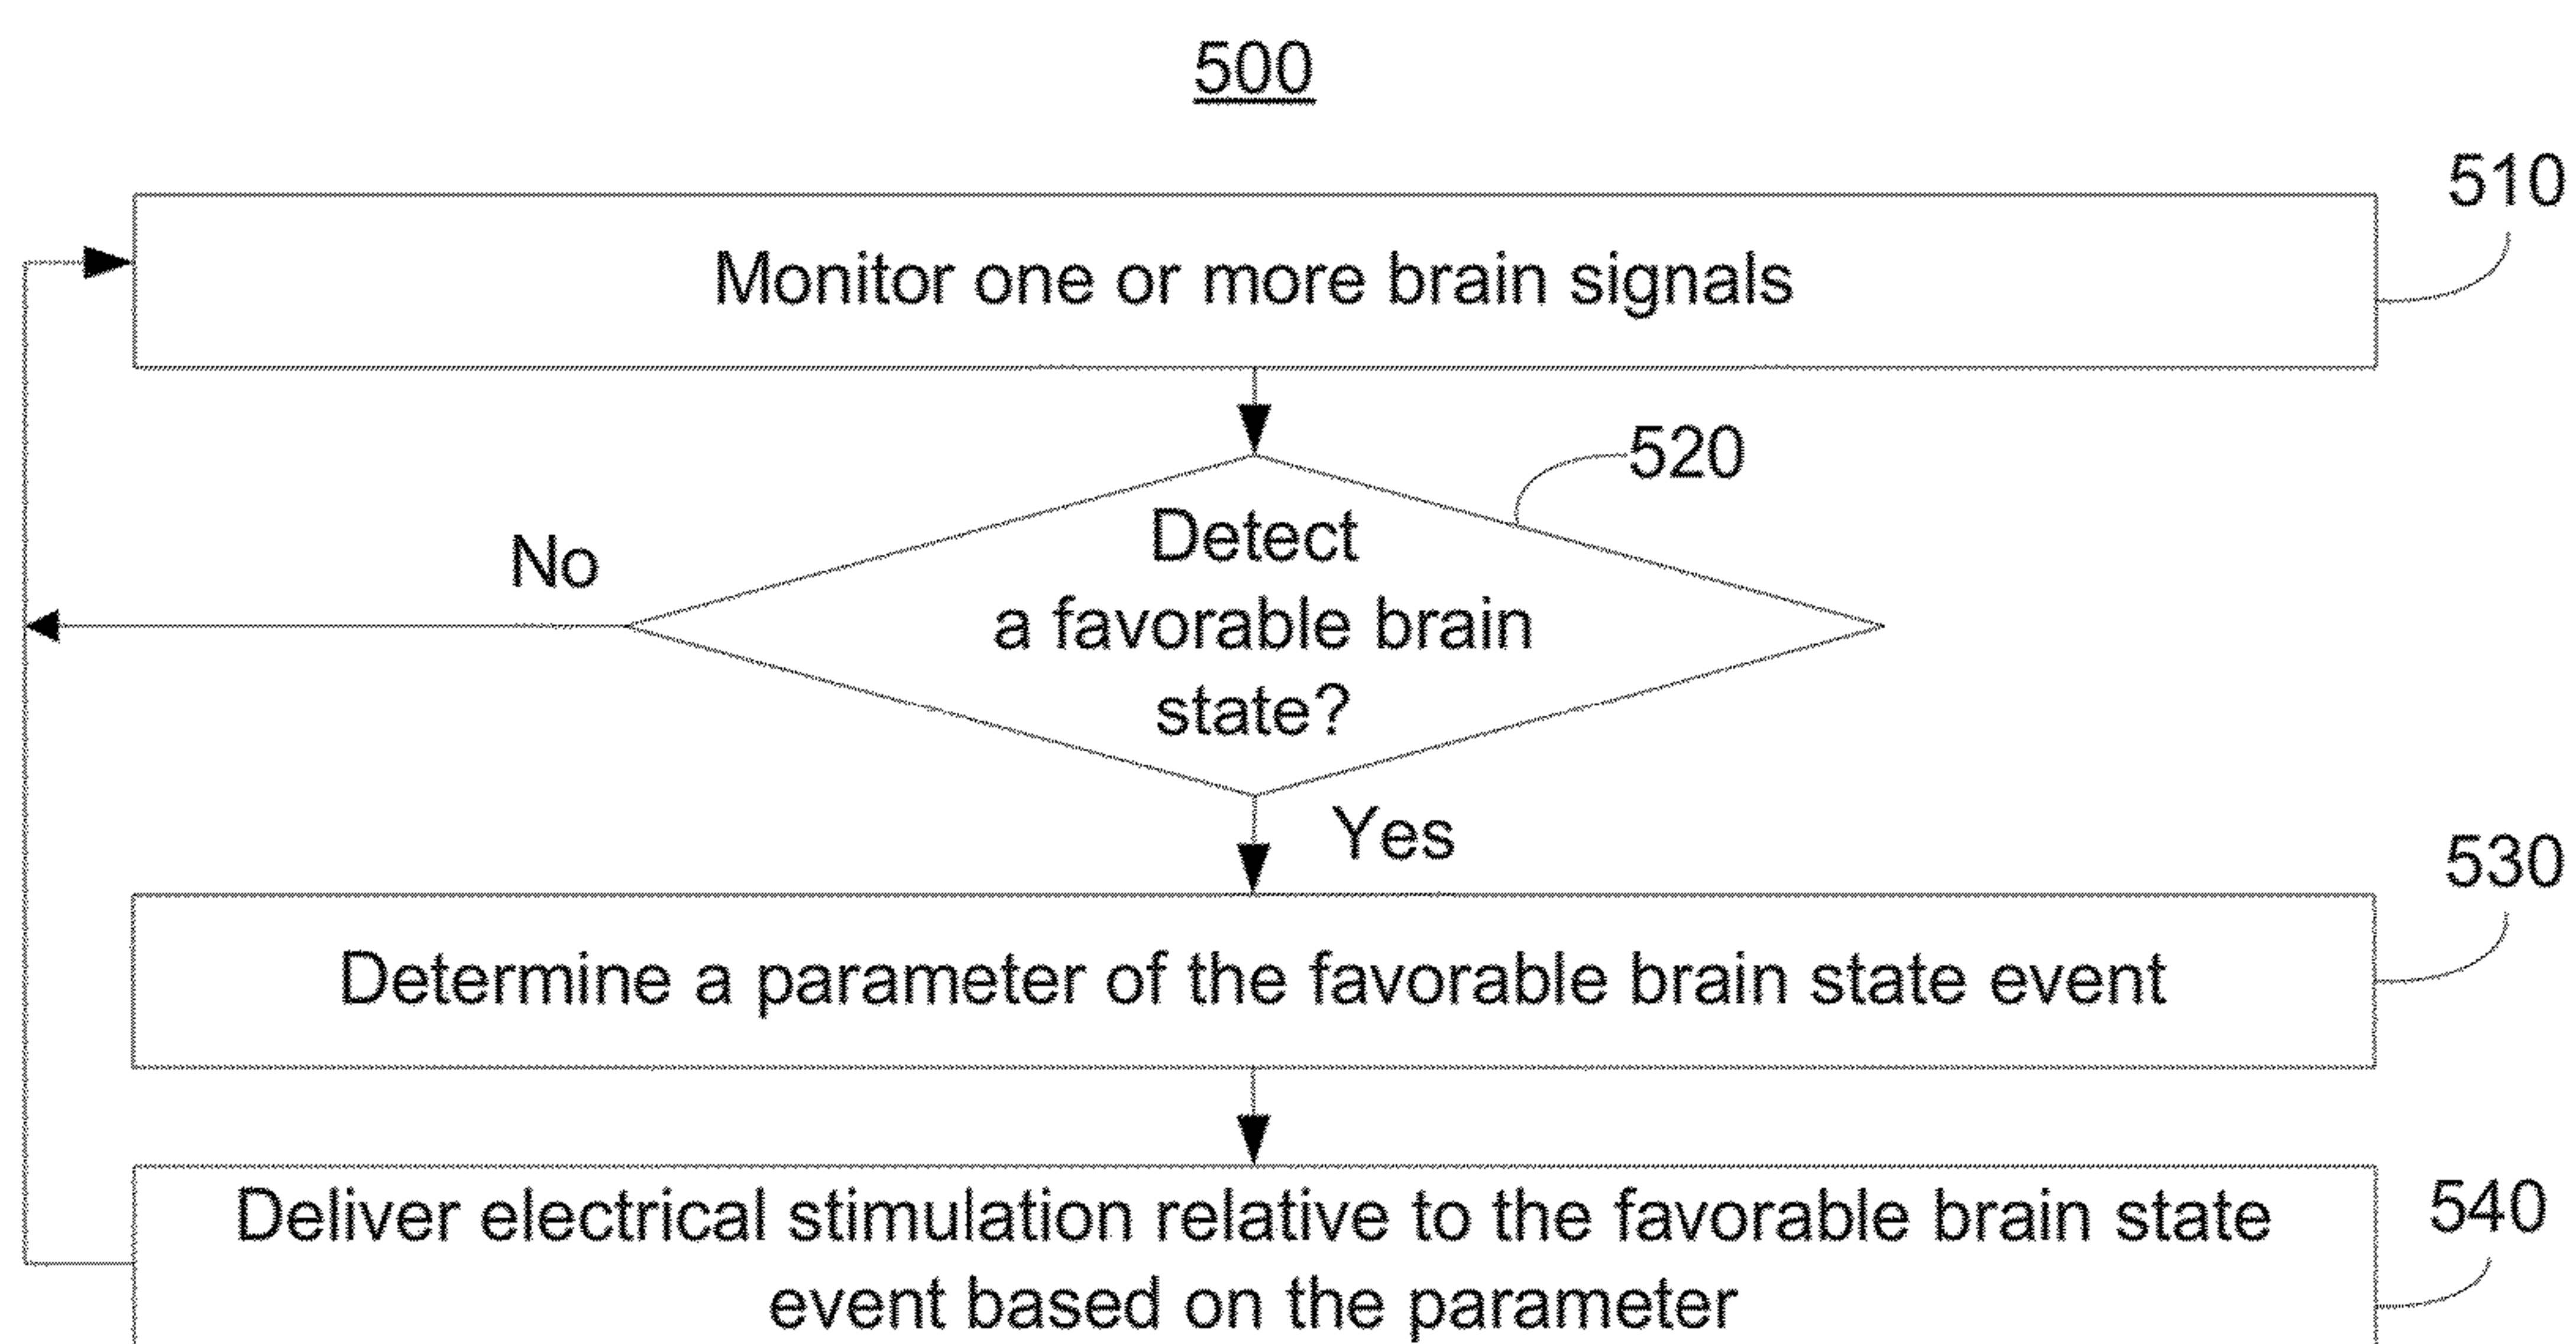 500
510
Monitor one or more brain signals
520
Detect
a favorable brain
state?
No
Yes
530
Determine a parameter of the favorable brain state event
540
Deliver electrical stimulation relative to the favorable brain state
event based on the parameter